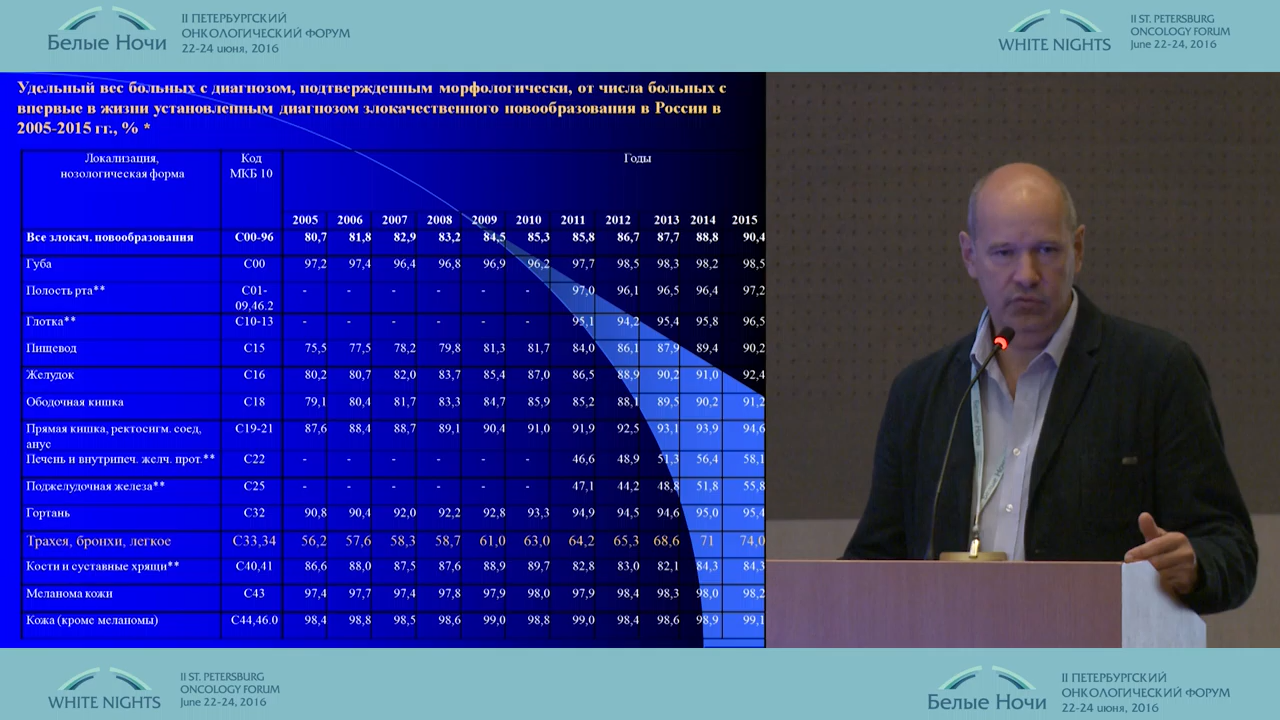 Белые Ночи
II ПЕТЕРБУРГСКИЙ
ОНКОЛОГИЧЕСКИЙ ФОРУМ
22-24 июня, 2016
WHITE NIGHTS
II ST. PETERSBURG
ONCOLOGY FORUM
June 22-24, 2016
Удельный вес больных с диагнозом, подтвержденным морфологически, от числа больных с
впервые в жизни установленным диагнозом злокачественного новообразования в России в
2005-2015 гг., % *
Локализация,
нозологическая форма
Код
МКБ 10
Годы
2005 2006 2007 2008 2009 2010 2011 2012 2013 2014 2015
Все злокач. новообразования С00-96 80,7 81,8 82,9 83,2 84,5 85,3 85,8 86,7 87,7 88,8 90,4
Губа С00 97,2 97,4 96,4 96,8 96,9 96,2 97,7 98,5 98,3 98,2 98,5
Полость рта** С01-
09,46.2 - - - - - - 97,0 96,1 96,5 96,4 97,2
Глотка** С10-13 - - - - - - 95,1 94,2 95,4 95,8 96,5
Пищевод С15 75,5 77,5 78,2 79,8 81,3 81,7 84,0 86,1 87,9 89,4 90,2
Желудок С16 80,2 80,7 82,0 83,7 85,4 87,0 86,5 88,9 90,2 91,0 92,4
Ободочная кишка С18 79,1 80,4 81,7 83,3 84,7 85,9 85,2 88,1 89,5 90,2 91,2
Прямая кишка, ректосигм. соед, С19-21 87,6 88,4 88,7 89,1 90,4 91,0 91,9 92,5 93,1 93,9 94,6
анус
Печень и внутрипеч. желч. прот.** С22 - - - - - - 46,6 48,9 51,3 56,4 58,1
Поджелудочная железа** С25 - - - - - - 47,1 44,2 48,8 51,8 55,8
Гортань С32 90,8 90,4 92,0 92,2 92,8 93,3 94,9 94,5 94,6 95,0 95,4
Трахея, бронхи, легкое С33,34 56,2 57,6 58,3 58,7 61,0 63,0 64,2 65,3 68,6 71 74,0
Кости и суставные хрящи** С40,41 86,6 88,0 87,5 87,6 88,9 89,7 82,8 83,0 82,1 84,3 84,3
Меланома кожи С43 97,4 97,7 97,4 97,8 97,9 98,0 97,9 98,4 98,3 98,0 98,2
Кожа (кроме меланомы) С44,46.0 98,4 98,8 98,5 98,6 99,0 98,8 99,0 98,4 98,6 98,9 99,1
WHITE NIGHTS
II ST. PETERSBURG
ONCOLOGY FORUM
June 22-24, 2016
Белые Ночи
II ПЕТЕРБУРГСКИЙ
ОНКОЛОГИЧЕСКИЙ ФОРУМ
22-24 июня, 2016